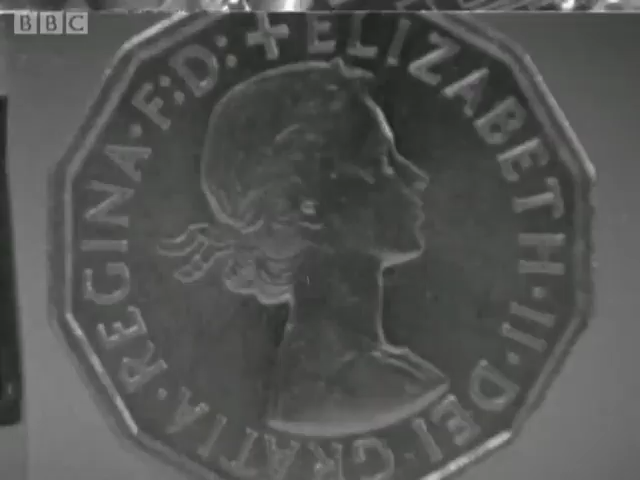 BBC
+ ELIZABETH · II · DEI · GRATIA · REGINA · F: D: